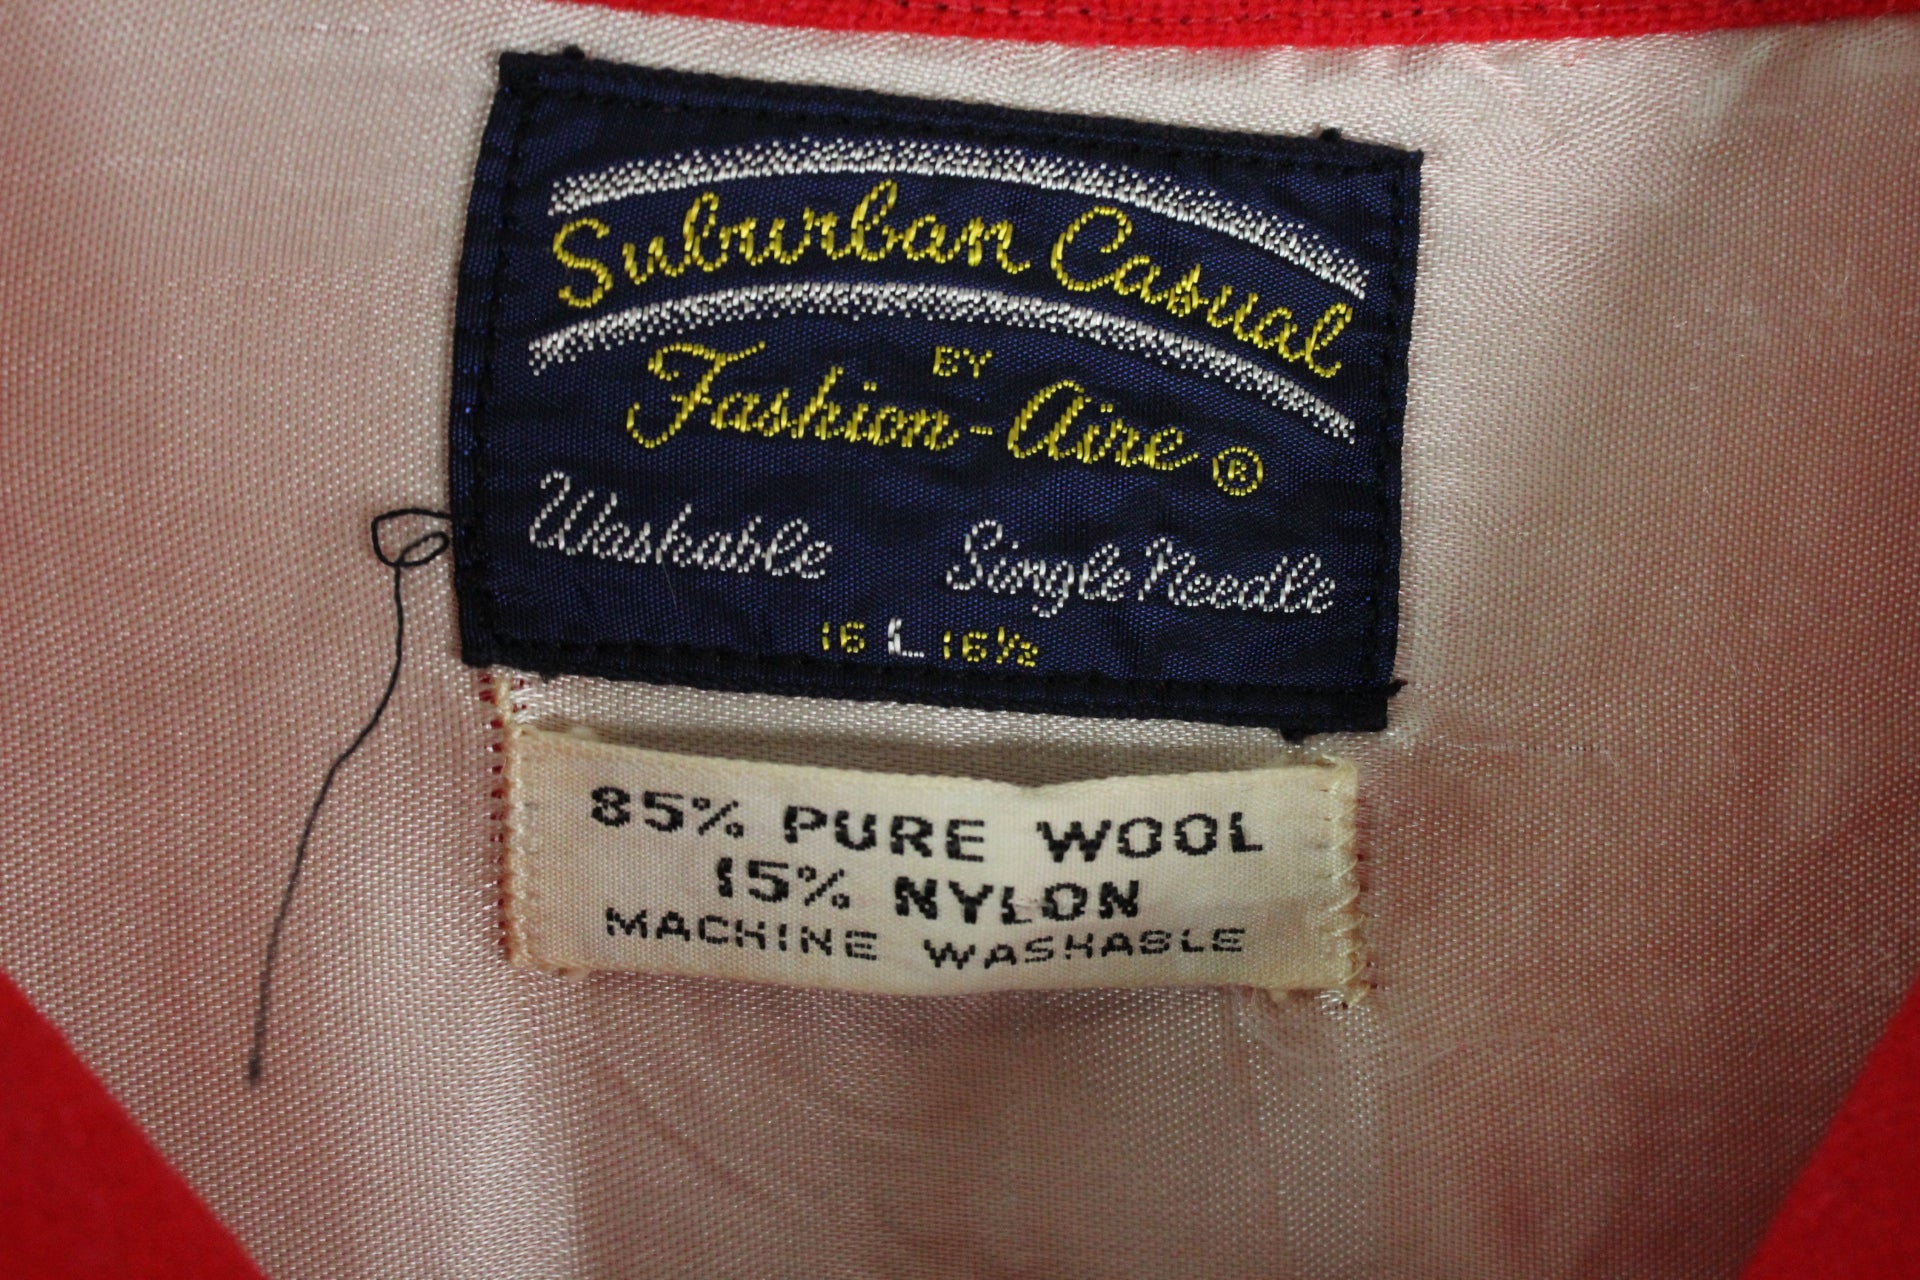 Suburban Casual
BY
Fashion-Aire ®
Washable Single Needle
16 L 16½
85% PURE WOOL
15% NYLON
MACHINE WASHABLE